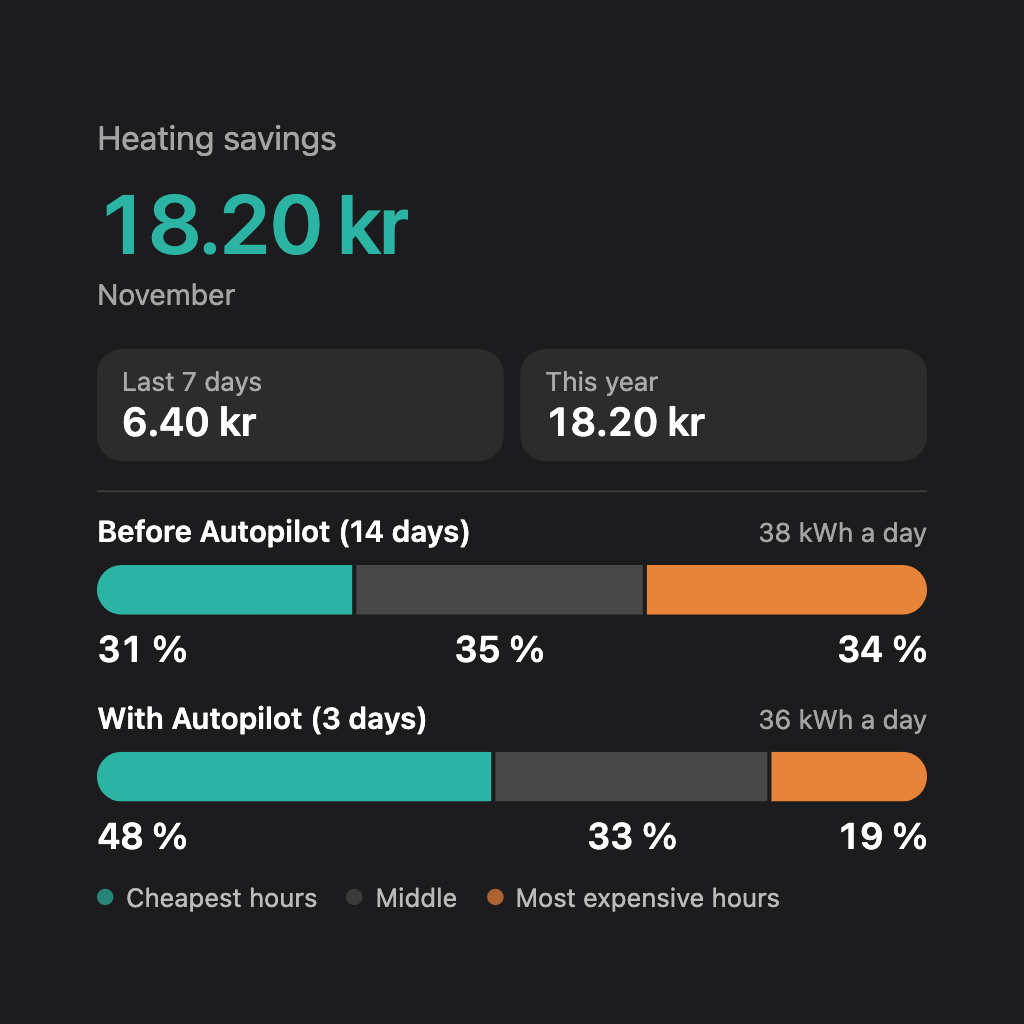 Heating savings
18.20 kr
November
Last 7 days
6.40 kr
This year
18.20 kr
Before Autopilot (14 days)
38 kWh a day
31 %
35 %
34 %
With Autopilot (3 days)
36 kWh a day
48 %
33 %
19 %
Cheapest hours
Middle
Most expensive hours